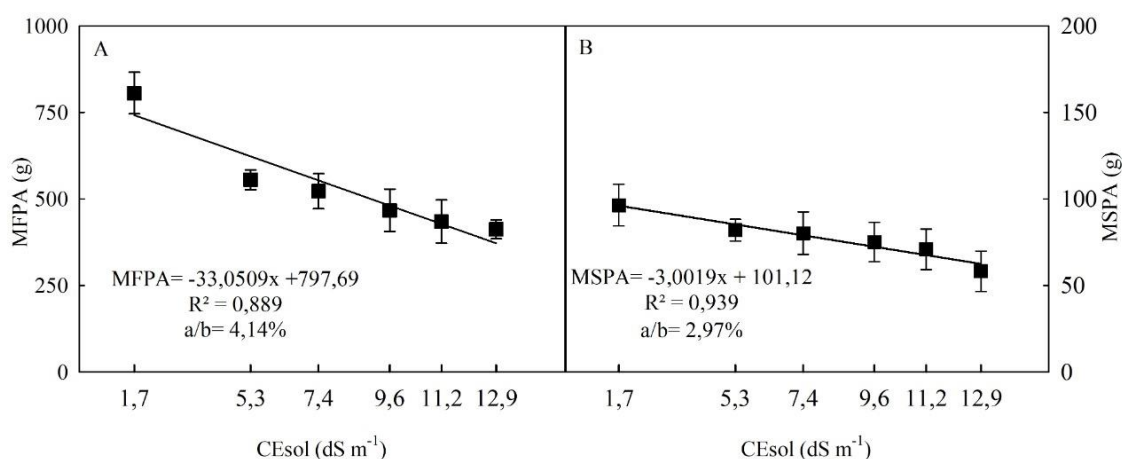 A
1000
750
500
250
0
MFPA (g)
MFPA= -33,0509x +797,69
R² = 0,889
a/b= 4,14%
1,7 5,3 7,4 9,6 11,2 12,9
CEsol (dS m⁻¹)
B
200
150
100
50
0
MSPA (g)
MSPA= -3,0019x + 101,12
R² = 0,939
a/b= 2,97%
1,7 5,3 7,4 9,6 11,2 12,9
CEsol (dS m⁻¹)